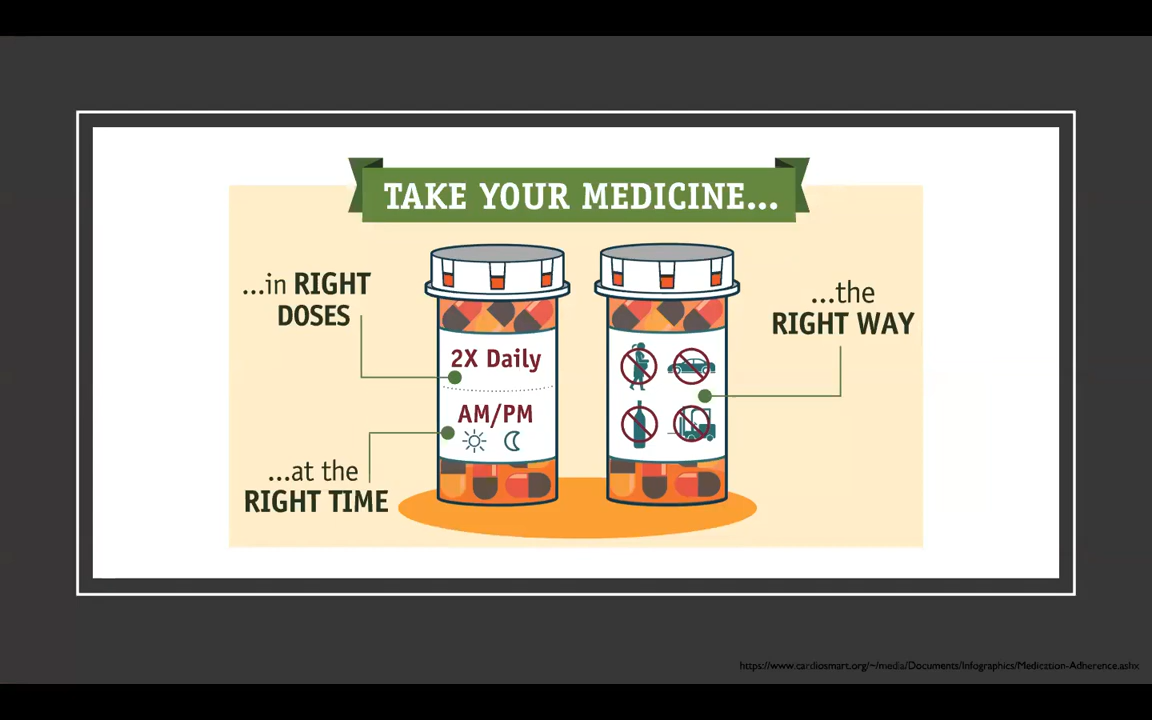 TAKE YOUR MEDICINE...
...in RIGHT
DOSES
2X Daily
AM/PM
...at the
RIGHT TIME
...the
RIGHT WAY
https://www.cardiosmart.org/~/media/Documents/Infographics/Medication-Adherence.ashx